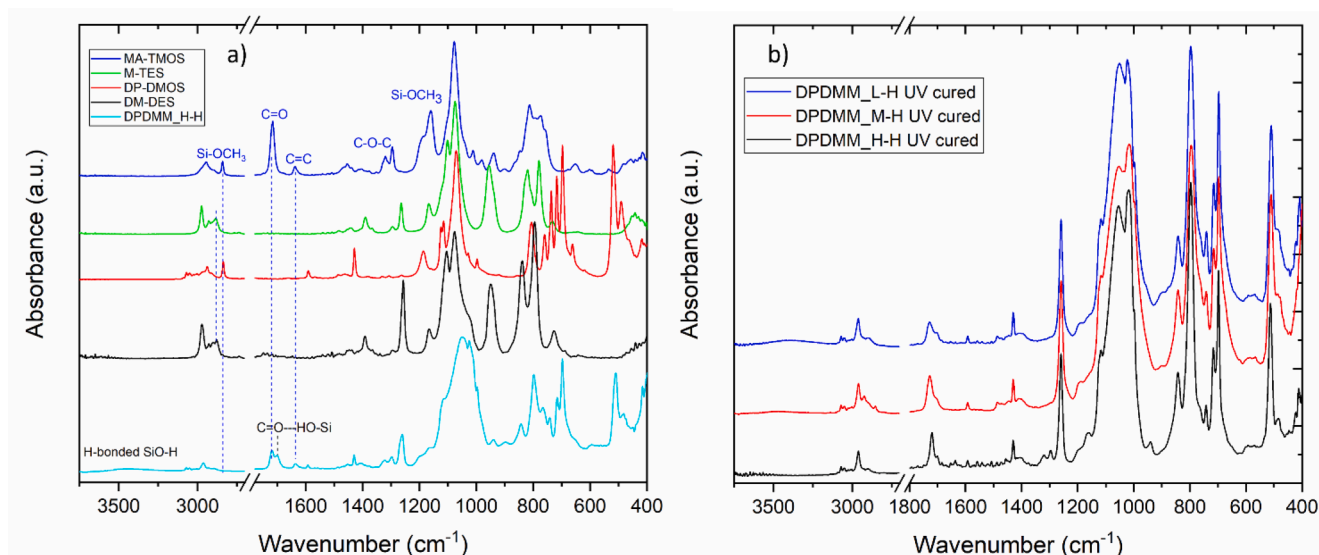 a)
MA-TMOS
M-TES
DP-DMOS
DM-DES
DPDMM_H-H
Si-OCH₃
C=O
C=C
C-O-C
Si-OCH₃
C=O---HO-Si
H-bonded SiO-H
Absorbance (a.u.)
3500 3000 1600 1400 1200 1000 800 600 400
Wavenumber (cm⁻¹)
b)
DPDMM_L-H UV cured
DPDMM_M-H UV cured
DPDMM_H-H UV cured
Absorbance (a.u.)
3500 3000 1800 1600 1400 1200 1000 800 600 400
Wavenumber (cm⁻¹)